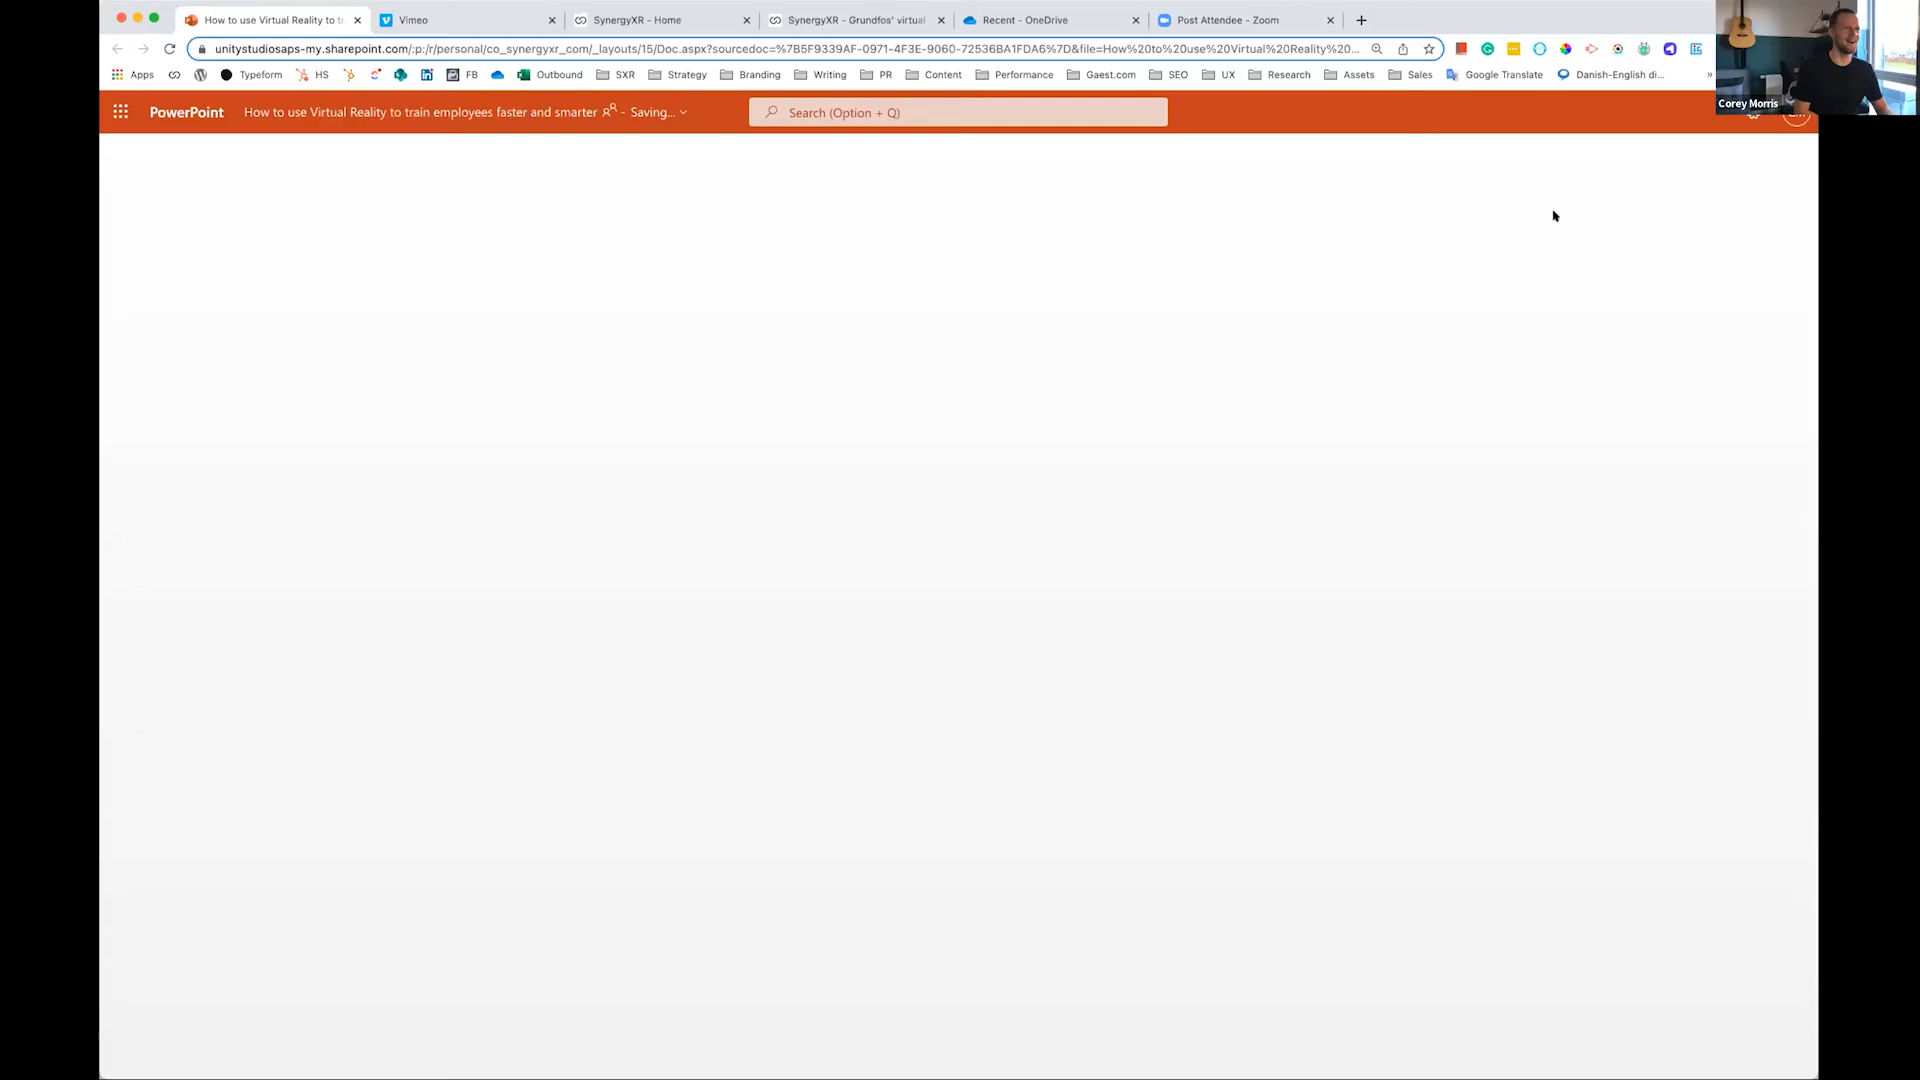 How to use Virtual Reality to t
Vimeo
SynergyXR - Home
SynergyXR - Grundfos' virtual
Recent - OneDrive
Post Attendee - Zoom
unitystudiosaps-my.sharepoint.com/:p:/r/personal/co_synergyxr_com/_layouts/15/Doc.aspx?sourcedoc=%7B5F9339AF-0971-4F3E-9060-72536BA1FDA6%7D&file=How%20to%20use%20Virtual%20Reality%20...
Apps
Typeform
HS
FB
Outbound
SXR
Strategy
Branding
Writing
PR
Content
Performance
Gaest.com
SEO
UX
Research
Assets
Sales
Google Translate
Danish-English di...
»
Corey Morris
PowerPoint
How to use Virtual Reality to train employees faster and smarter - Saving...
Search (Option + Q)